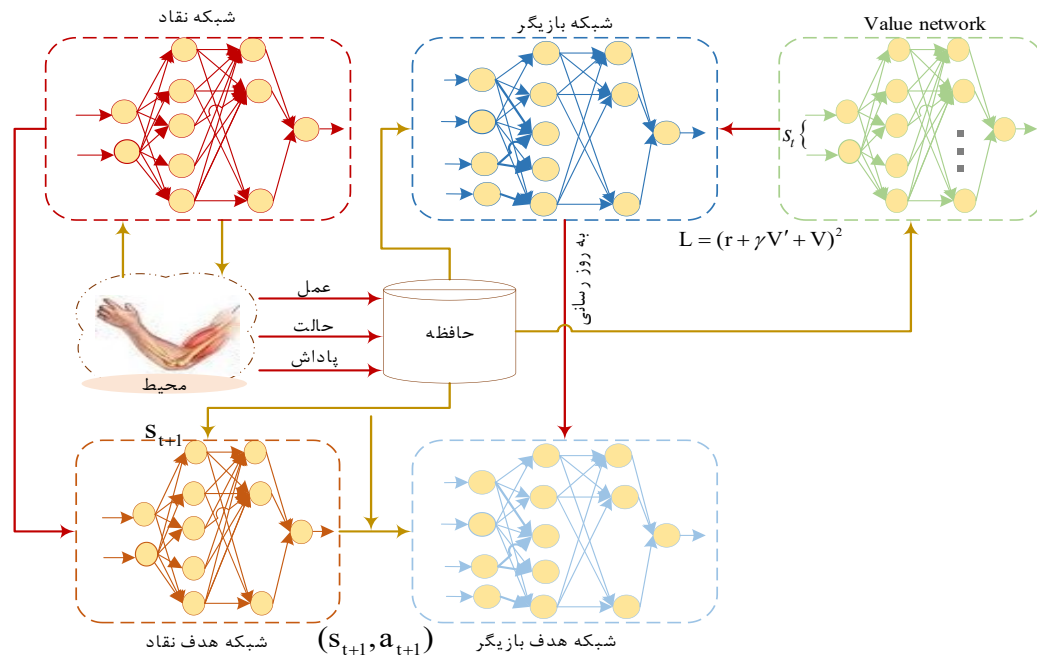 شبکه نقاد
شبکه بازیگر
Value network
s_t {
L = (r + γV′ + V)²
به روز رسانی
عمل
حالت
پاداش
حافظه
محیط
s_{t+1}
شبکه هدف نقاد
(s_{t+1}, a_{t+1})
شبکه هدف بازیگر